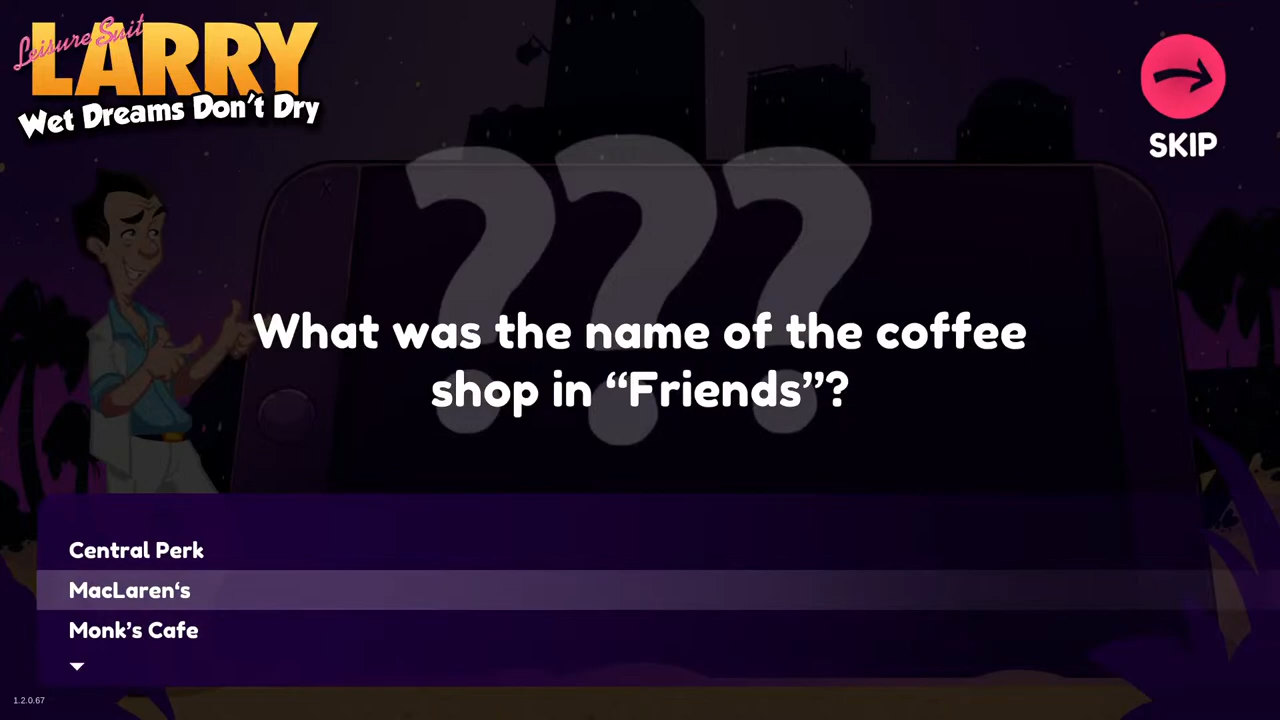 Leisure Suit
LARRY
Wet Dreams Don't Dry
SKIP
???
What was the name of the coffee
shop in “Friends”?
Central Perk
MacLaren‘s
Monk’s Cafe
1.2.0.67